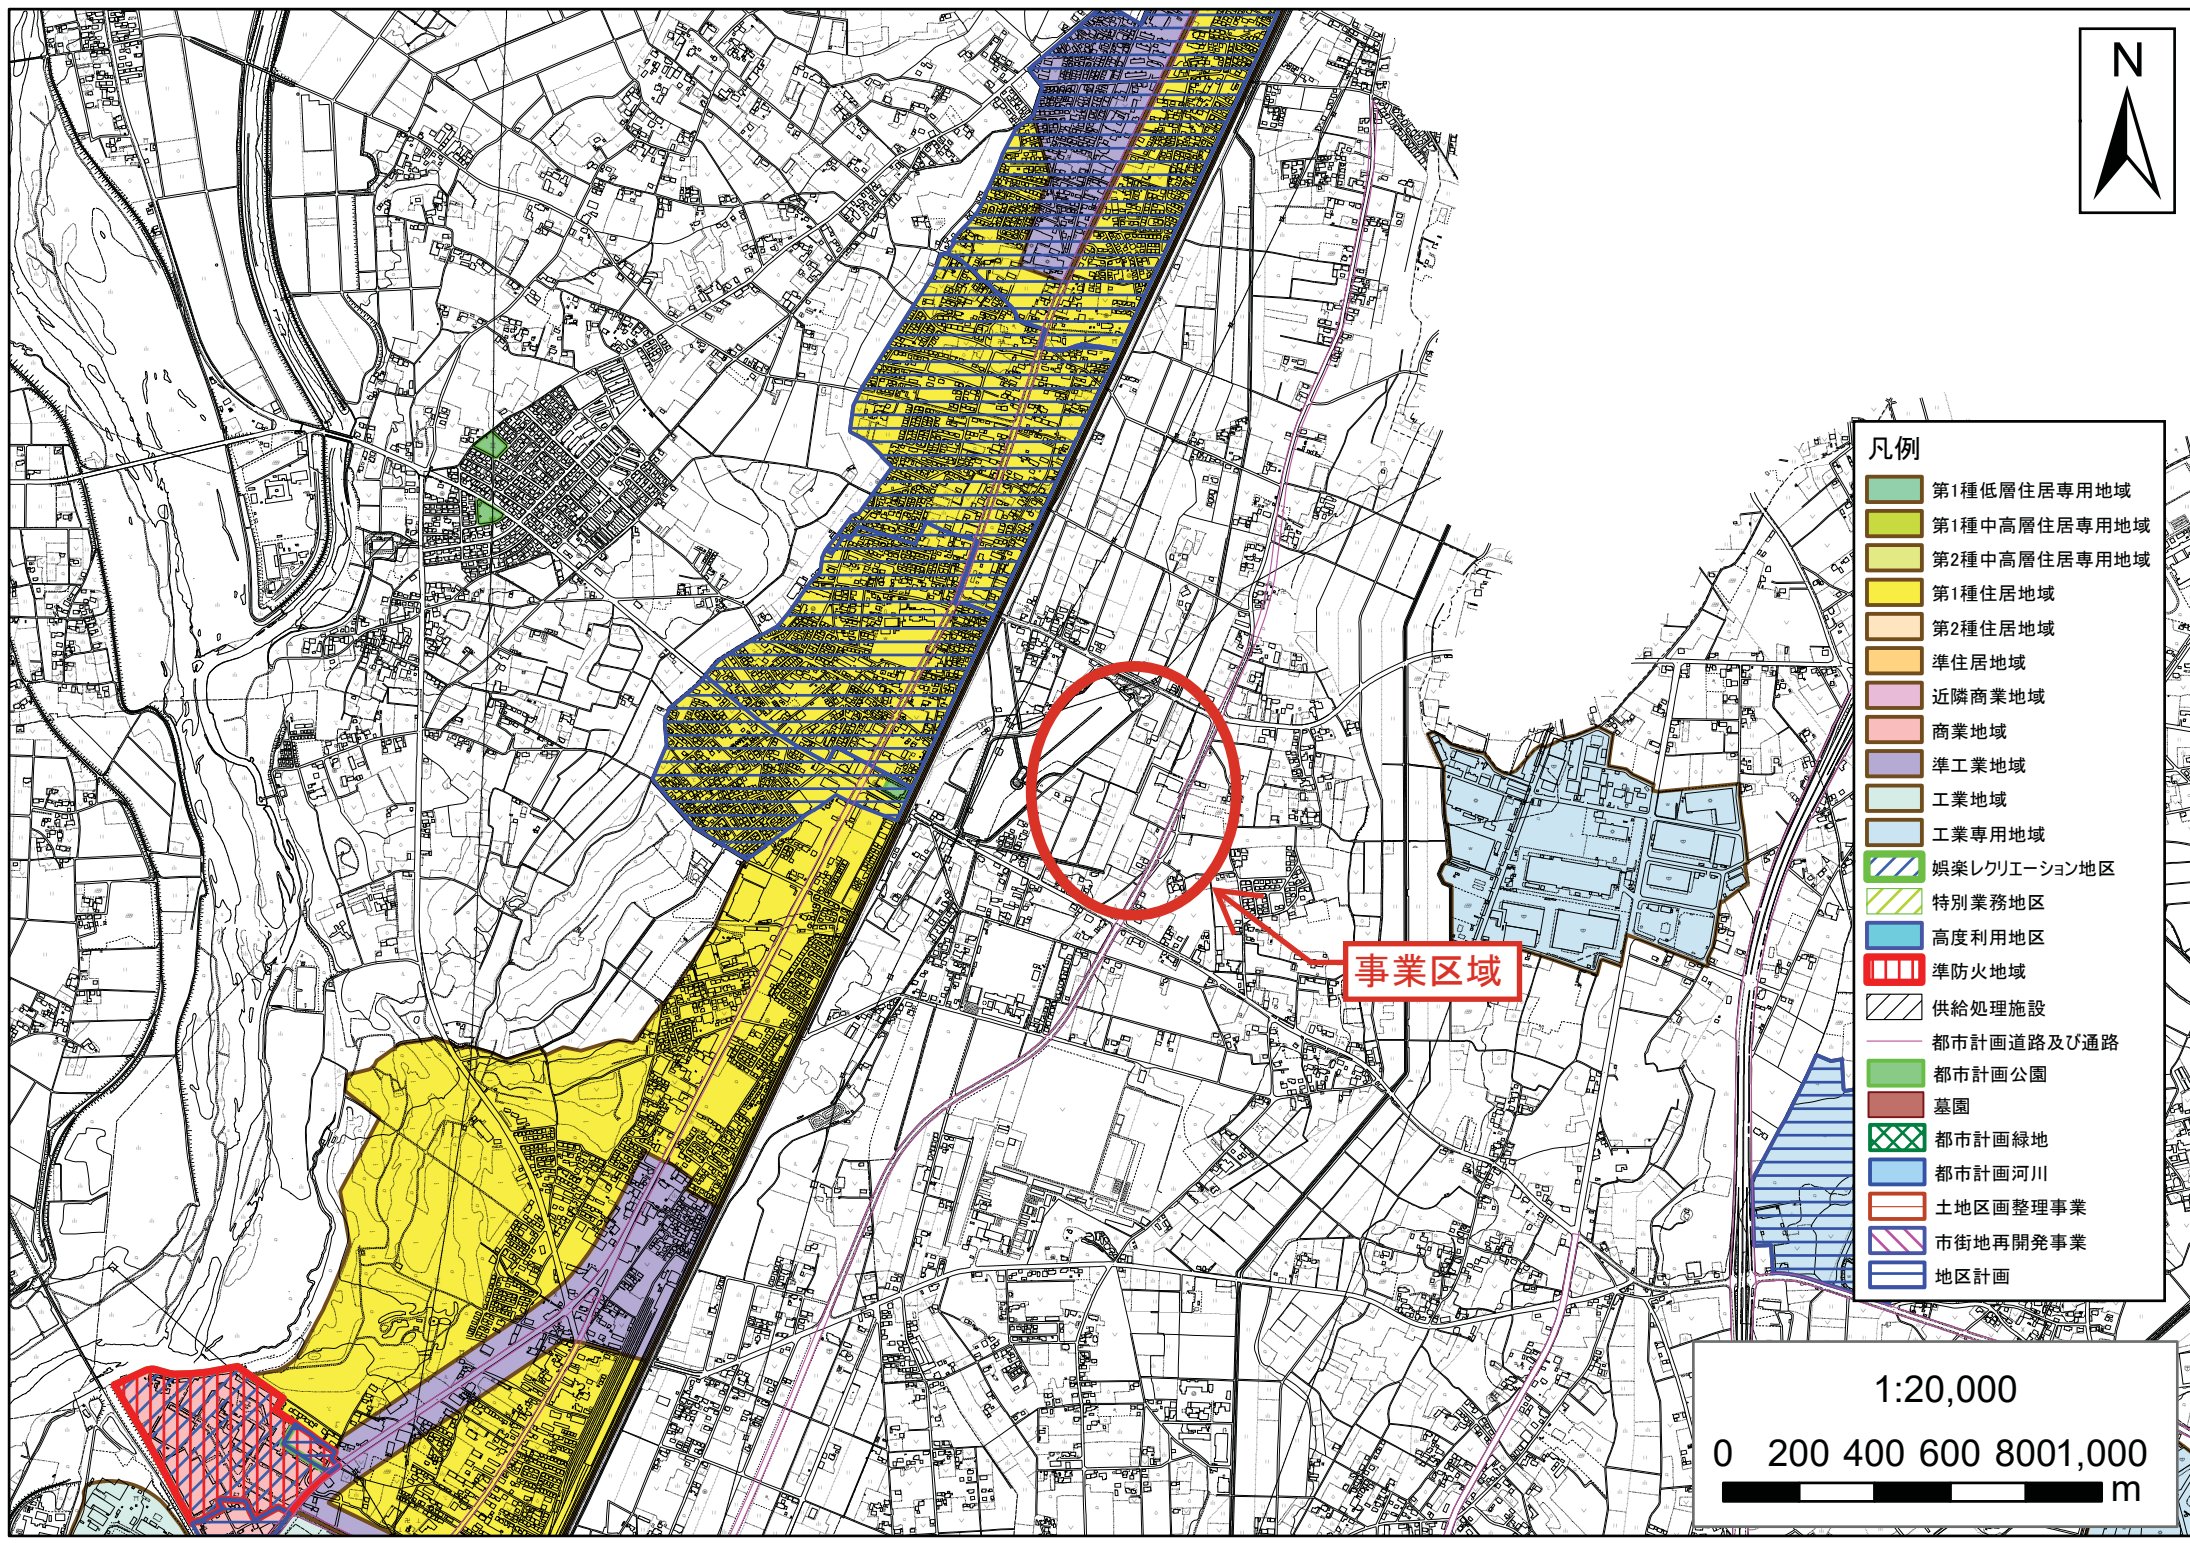 N
凡例
第1種低層住居専用地域
第1種中高層住居専用地域
第2種中高層住居専用地域
第1種住居地域
第2種住居地域
準住居地域
近隣商業地域
商業地域
準工業地域
工業地域
工業専用地域
娯楽レクリエーション地区
特別業務地区
高度利用地区
準防火地域
供給処理施設
都市計画道路及び通路
都市計画公園
墓園
都市計画緑地
都市計画河川
土地区画整理事業
市街地再開発事業
地区計画
事業区域
1:20,000
0 200 400 600 800 1,000
m